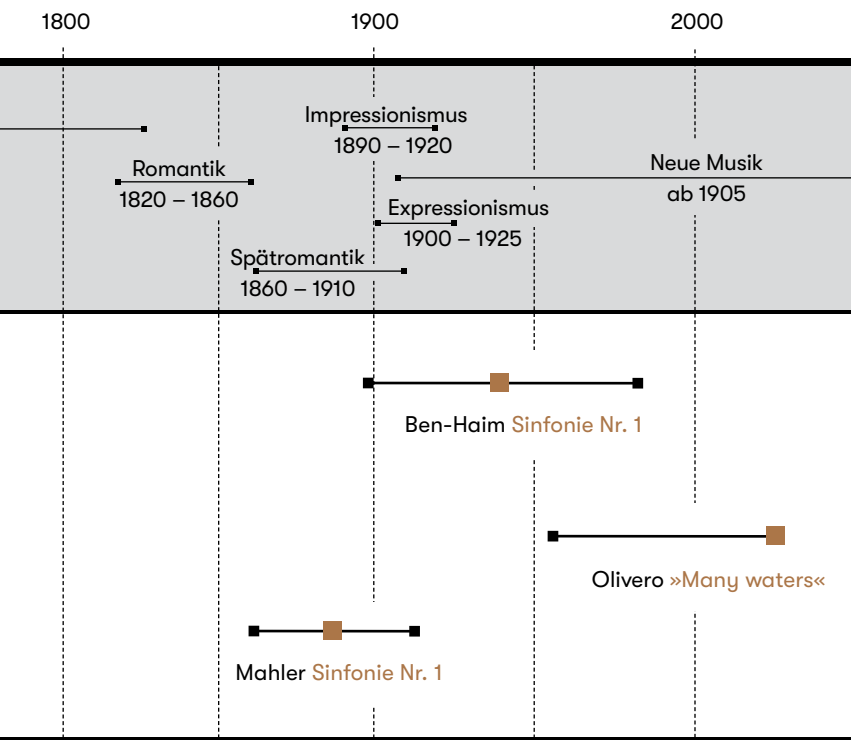 1800 1900 2000
Impressionismus
1890 – 1920
Romantik
1820 – 1860
Neue Musik
ab 1905
Expressionismus
1900 – 1925
Spätromantik
1860 – 1910
Ben-Haim Sinfonie Nr. 1
Olivero »Many waters«
Mahler Sinfonie Nr. 1